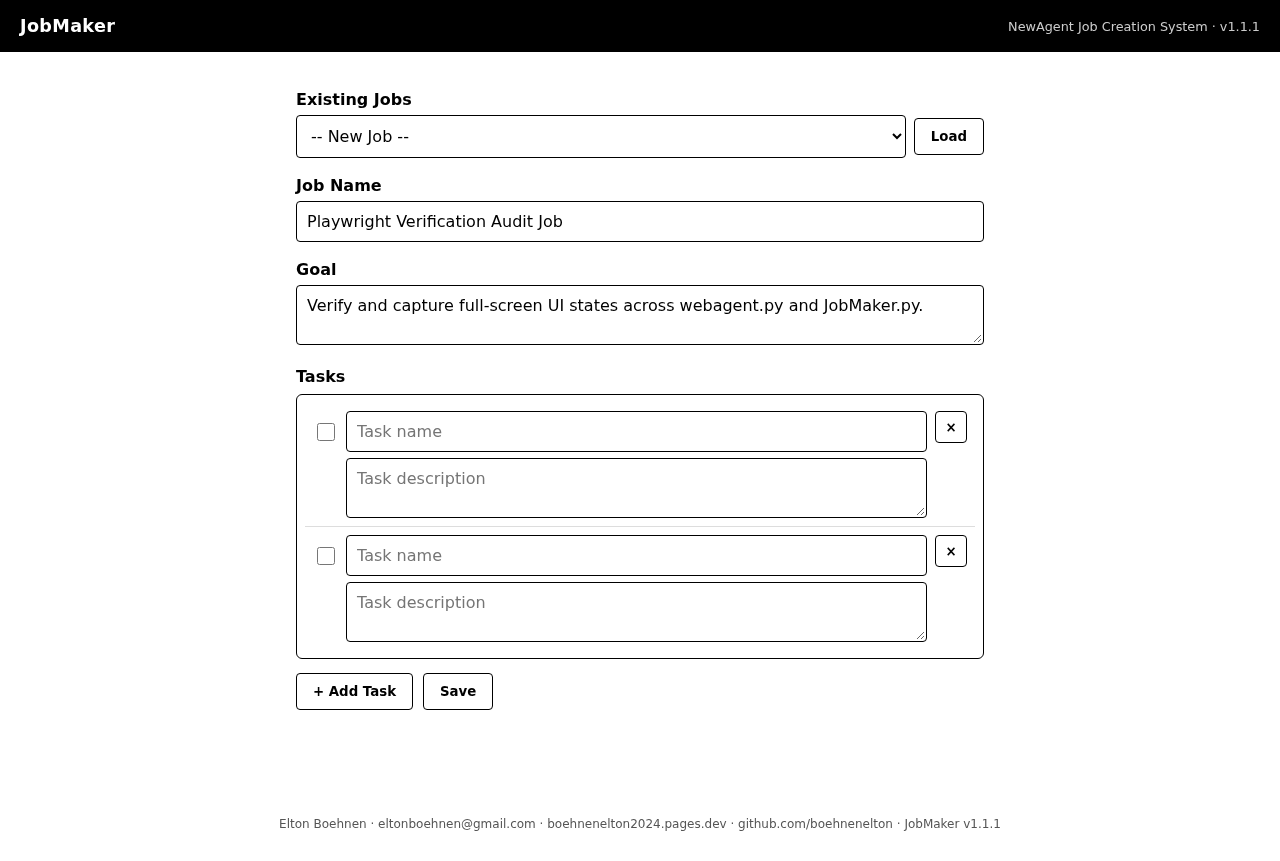 JobMaker
NewAgent Job Creation System · v1.1.1
Existing Jobs
-- New Job --
Load
Job Name
Playwright Verification Audit Job
Goal
Verify and capture full-screen UI states across webagent.py and JobMaker.py.
Tasks
Task name
×
Task description
Task name
×
Task description
+ Add Task
Save
Elton Boehnen · eltonboehnen@gmail.com · boehnenelton2024.pages.dev · github.com/boehnenelton · JobMaker v1.1.1